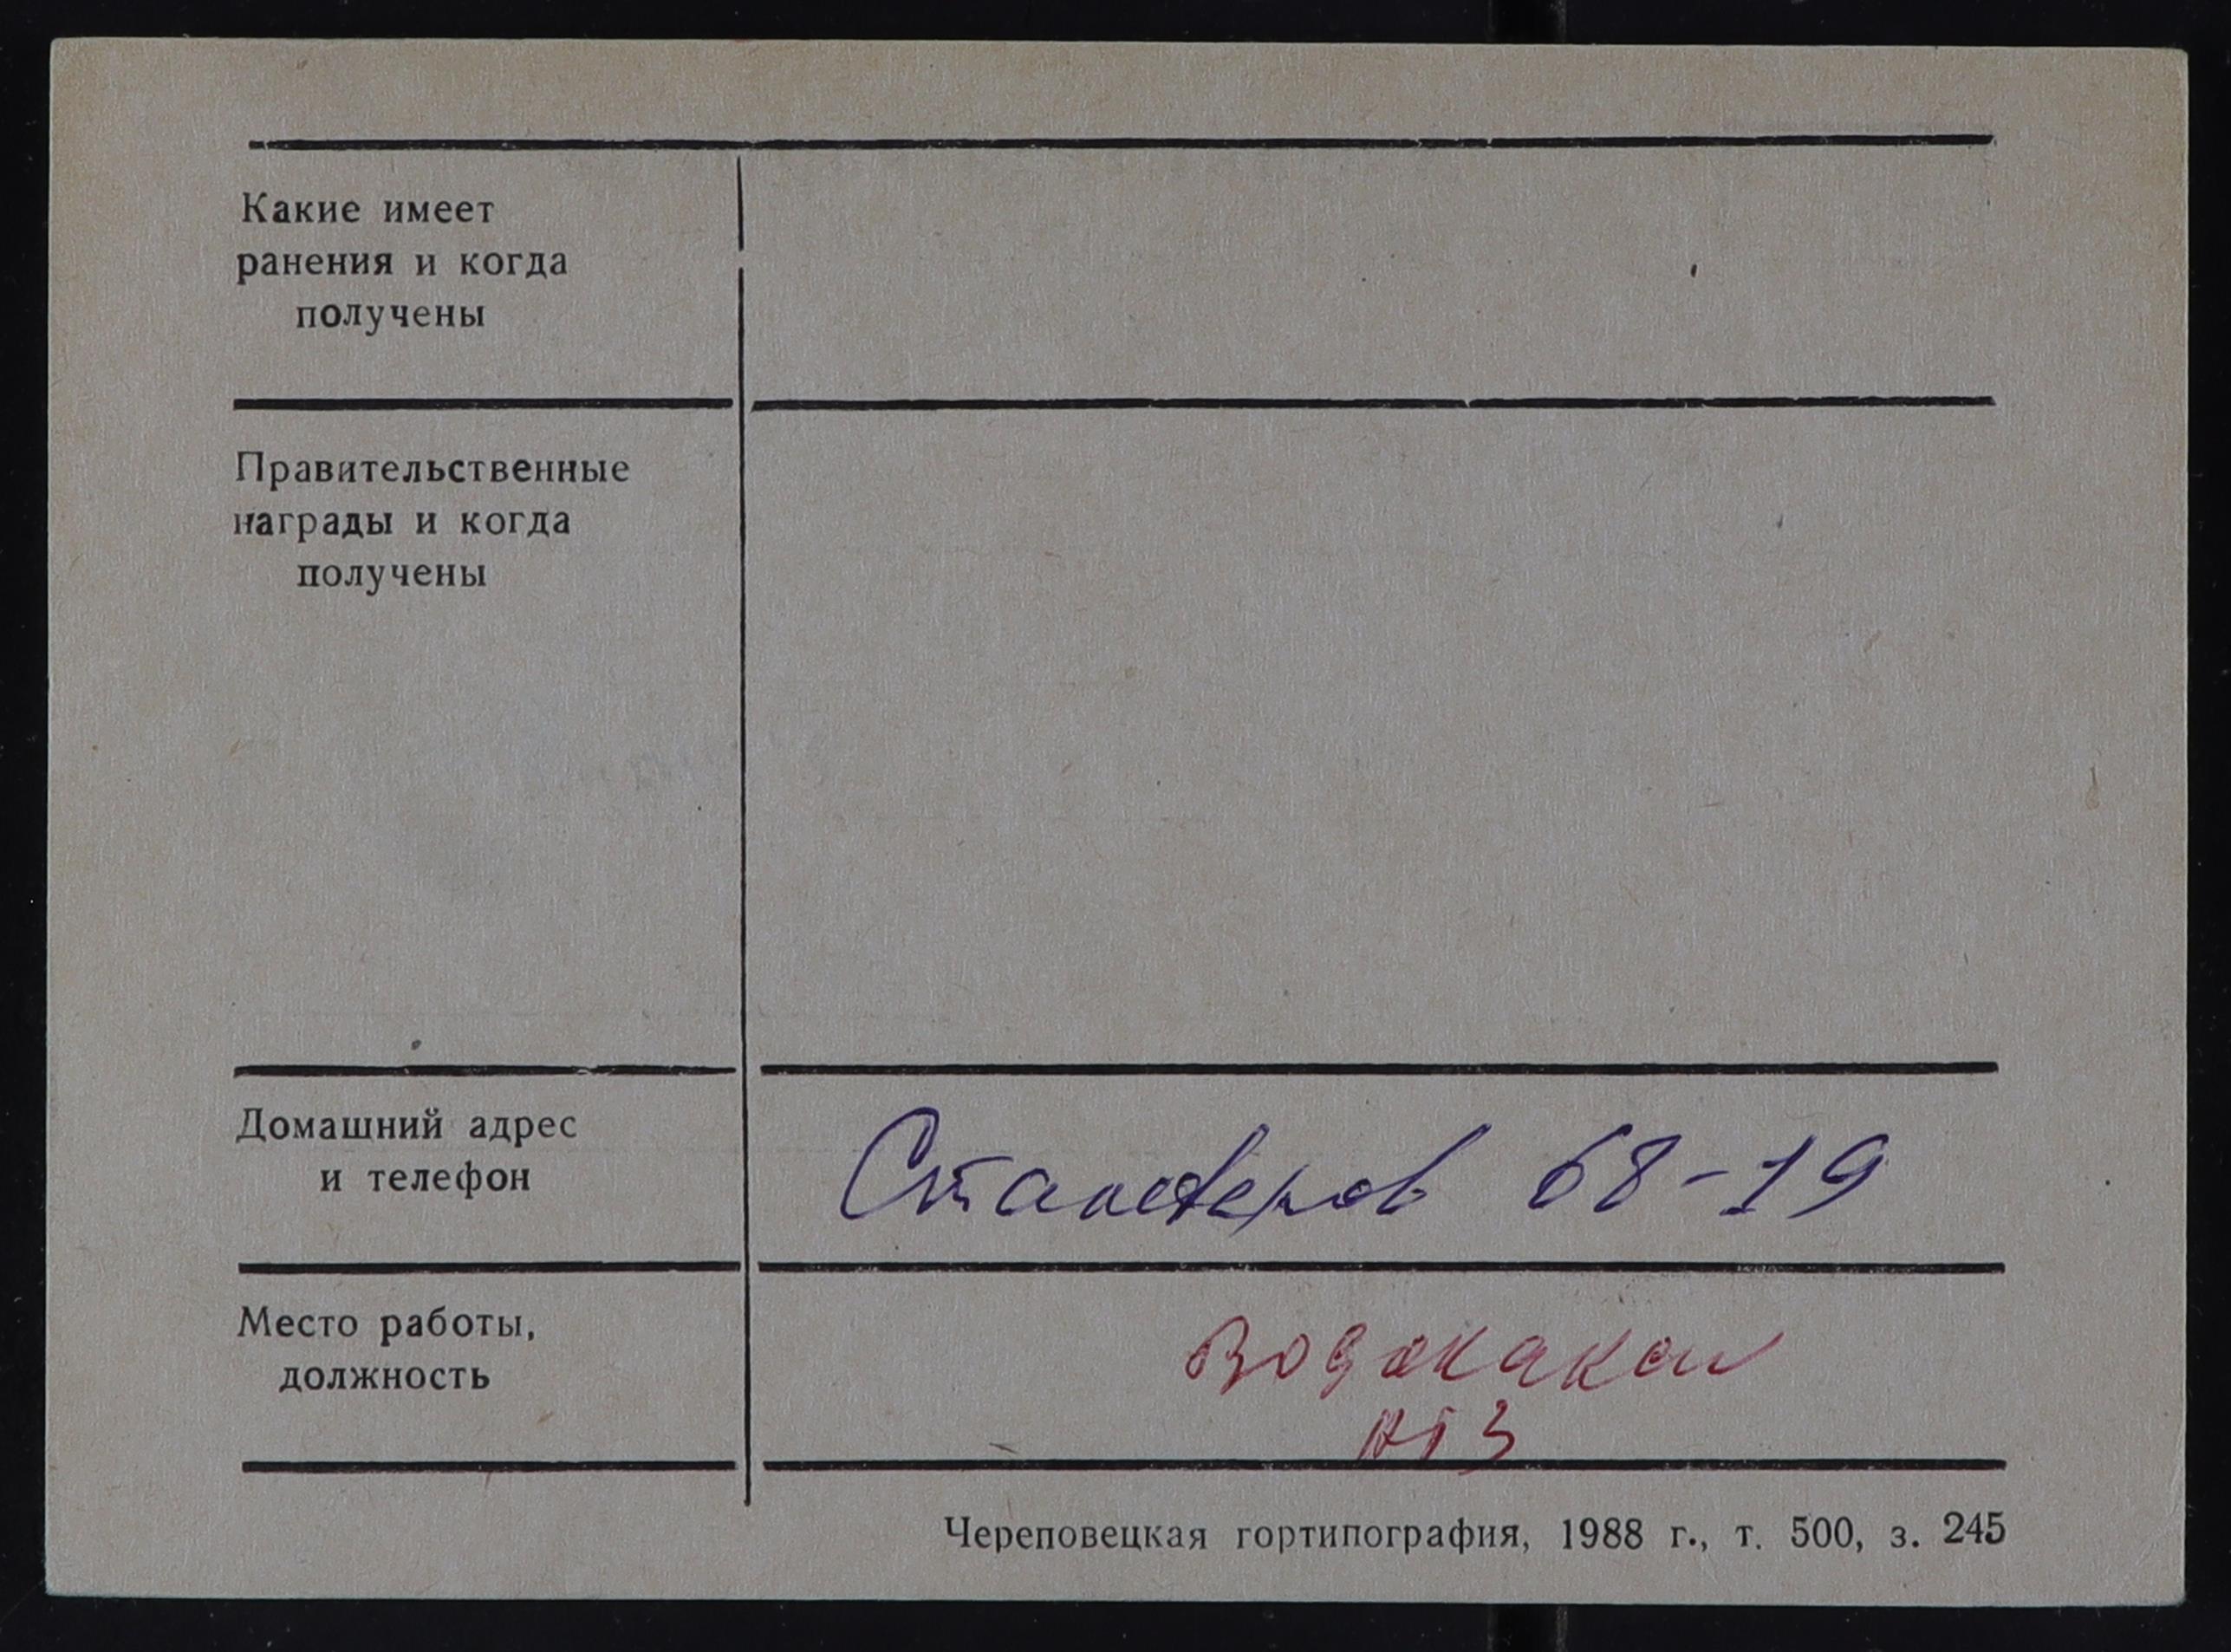 Какие имеет
ранения и когда
получены
Правительственные
награды и когда
получены
Домашний адрес
и телефон
68-19
Место работы,
должность
Водоканал
Череповецкая гортипография, 1988 г., т. 500, з. 245